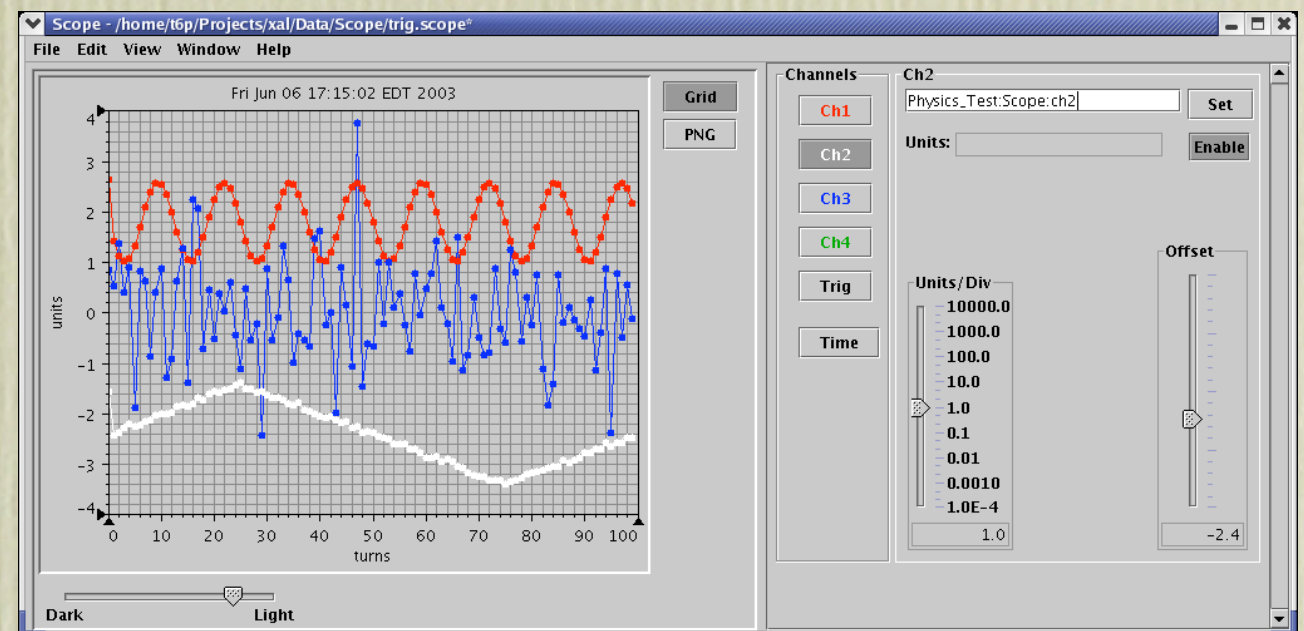 Scope - /home/t6p/Projects/xal/Data/Scope/trig.scope*
File Edit View Window Help
Fri Jun 06 17:15:02 EDT 2003
Grid
PNG
units
4
3
2
1
0
-1
-2
-3
-4
0 10 20 30 40 50 60 70 80 90 100
turns
Dark Light
Channels
Ch1
Ch2
Ch3
Ch4
Trig
Time
Ch2
Physics_Test:Scope:ch2
Set
Units:
Enable
Units/Div
10000.0
1000.0
100.0
10.0
1.0
0.1
0.01
0.0010
1.0E-4
1.0
Offset
-2.4